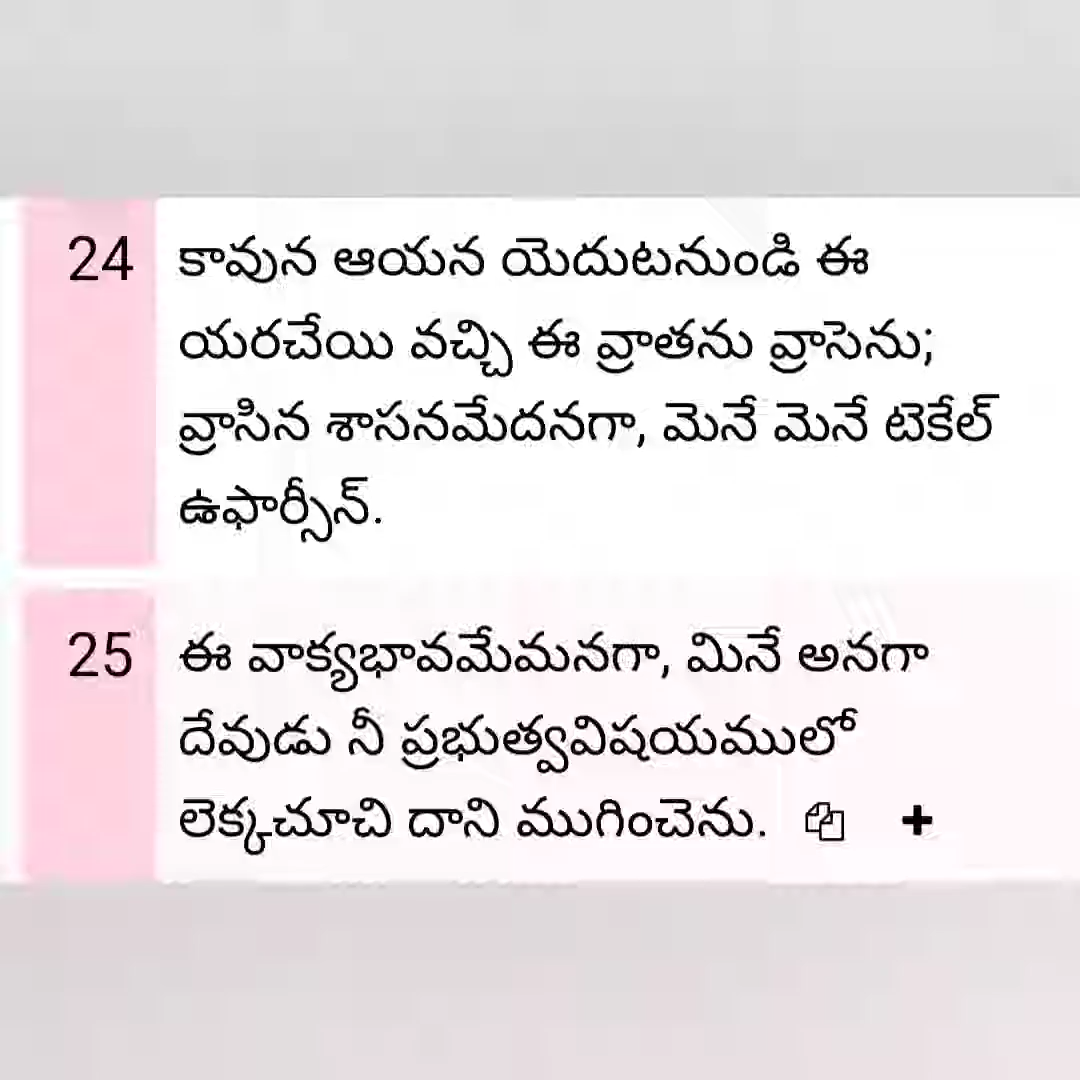 24 కావున ఆయన యెదుటనుండి ఈ
యరచేయి వచ్చి ఈ వ్రాతను వ్రాసెను;
వ్రాసిన శాసనమేదనగా, మెనే మెనే టెకేల్
ఉఫార్సీన్.
25 ఈ వాక్యభావమేమనగా, మినే అనగా
దేవుడు నీ ప్రభుత్వవిషయములో
లెక్కచూచి దాని ముగించెను. +